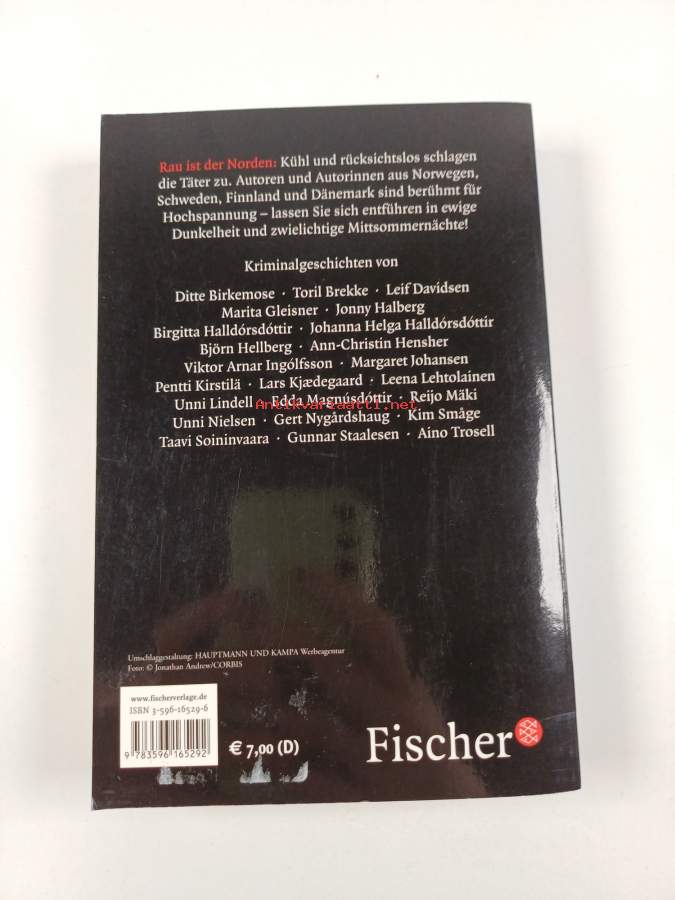 Rau ist der Norden: Kühl und rücksichtslos schlagen
die Täter zu. Autoren und Autorinnen aus Norwegen,
Schweden, Finnland und Dänemark sind berühmt für
Hochspannung – lassen Sie sich entführen in ewige
Dunkelheit und zwielichtige Mittsommernächte!
Kriminalgeschichten von
Ditte Birkemose · Toril Brekke · Leif Davidsen
Marita Gleisner · Jonny Halberg
Birgitta Halldórsdóttir · Johanna Helga Halldórsdóttir
Björn Hellberg · Ann-Christin Hensher
Viktor Arnar Ingólfsson · Margaret Johansen
Pentti Kirstilä · Lars Kjædegaard · Leena Lehtolainen
Unni Lindell · Idda Magnúsdóttir · Reijo Mäki
Antikvariaatti.net
Unni Nielsen · Gert Nygårdshaug · Kim Småge
Taavi Soininvaara · Gunnar Staalesen · Aino Trosell
Umschlaggestaltung: HAUPTMANN UND KAMPA Werbeagentur
Foto: © Jonathan Andrew/CORBIS
www.fischerverlage.de
ISBN 3-596-16529-6
9 783596 165292
€ 7,00 (D)
Fischer